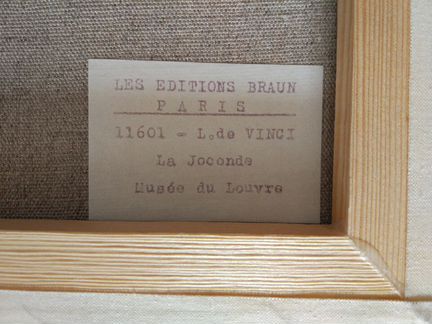 LES EDITIONS BRAUN
PARIS
11601 - L.de VINCI
La Joconde
Musée du Louvre